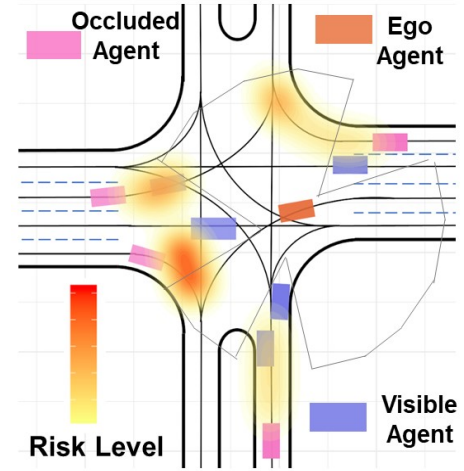 Occluded
Agent
Ego
Agent
Risk Level
Visible
Agent